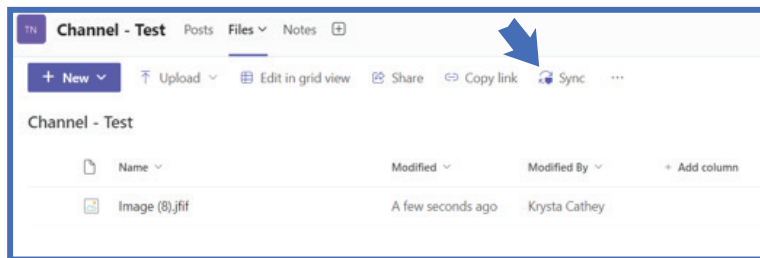 TN Channel - Test Posts Files Notes
+ New Upload Edit in grid view Share Copy link Sync ...
Channel - Test
Name Modified Modified By + Add column
Image (8).jfif A few seconds ago Krysta Cathey